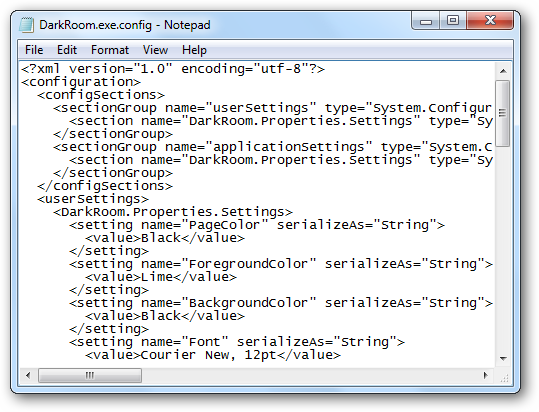 DarkRoom.exe.config - Notepad
File Edit Format View Help
<?xml version="1.0" encoding="utf-8"?>
<configuration>
  <configSections>
    <sectionGroup name="userSettings" type="System.Configur
      <section name="DarkRoom.Properties.Settings" type="Sy
    </sectionGroup>
    <sectionGroup name="applicationSettings" type="System.C
      <section name="DarkRoom.Properties.Settings" type="Sy
    </sectionGroup>
  </configSections>
  <userSettings>
    <DarkRoom.Properties.Settings>
      <setting name="PageColor" serializeAs="String">
        <value>Black</value>
      </setting>
      <setting name="ForegroundColor" serializeAs="String">
        <value>Lime</value>
      </setting>
      <setting name="BackgroundColor" serializeAs="String">
        <value>Black</value>
      </setting>
      <setting name="Font" serializeAs="String">
        <value>Courier New, 12pt</value>